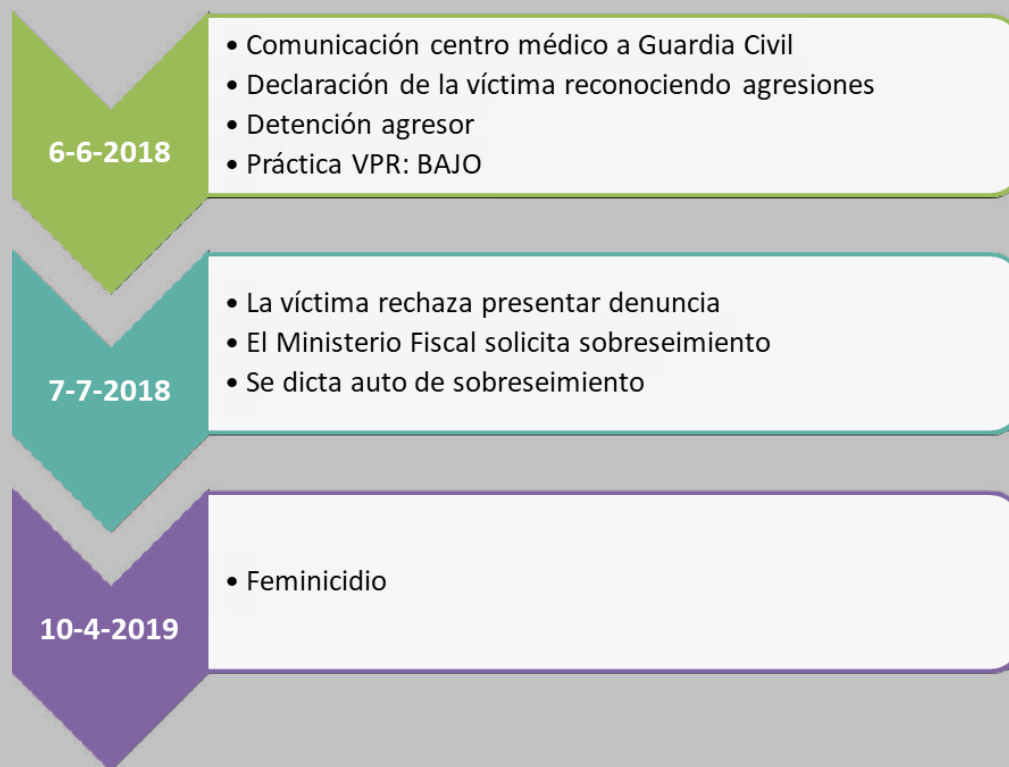 6-6-2018
• Comunicación centro médico a Guardia Civil
• Declaración de la víctima reconociendo agresiones
• Detención agresor
• Práctica VPR: BAJO
7-7-2018
• La víctima rechaza presentar denuncia
• El Ministerio Fiscal solicita sobreseimiento
• Se dicta auto de sobreseimiento
10-4-2019
• Feminicidio